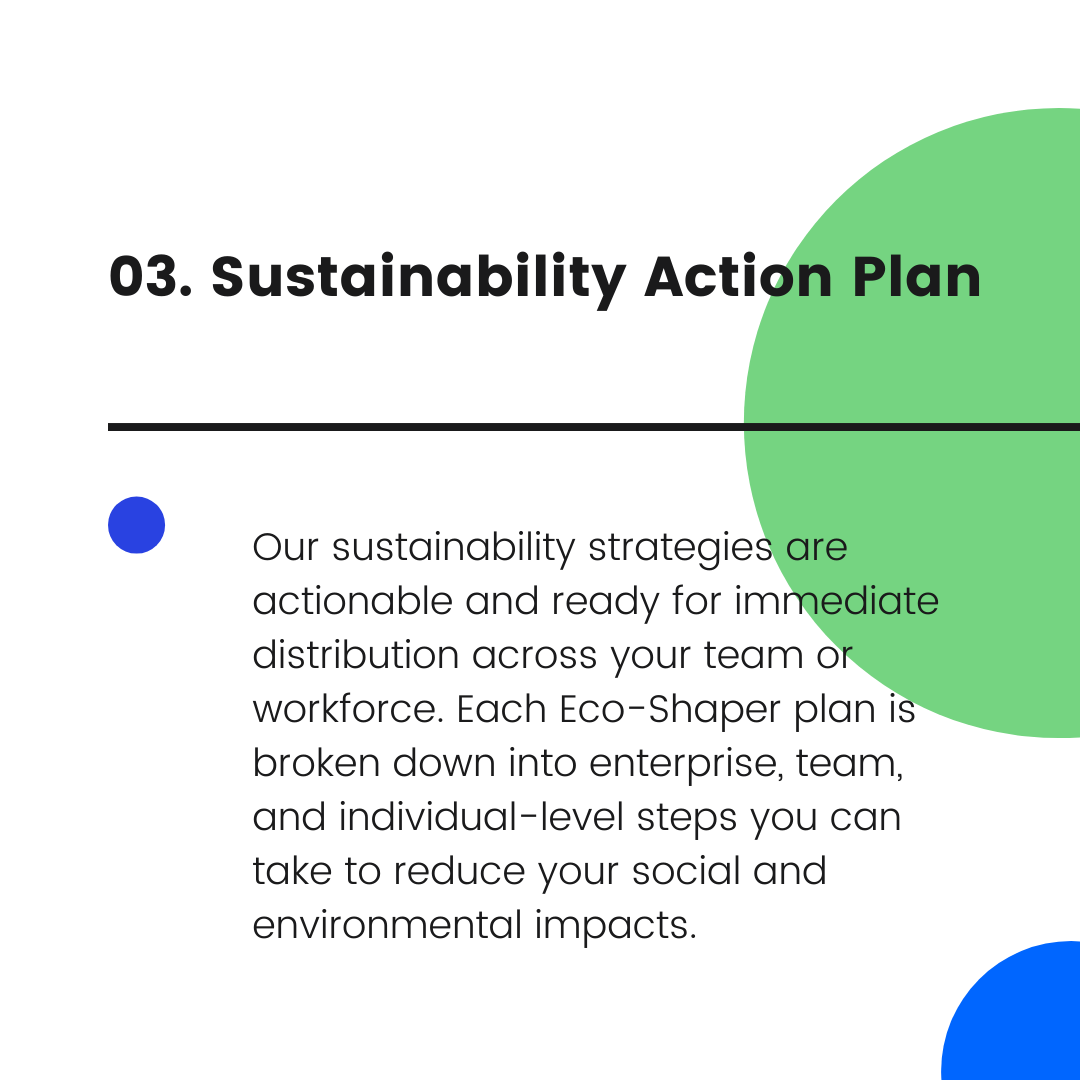 03. Sustainability Action Plan
Our sustainability strategies are
actionable and ready for immediate
distribution across your team or
workforce. Each Eco-Shaper plan is
broken down into enterprise, team,
and individual-level steps you can
take to reduce your social and
environmental impacts.